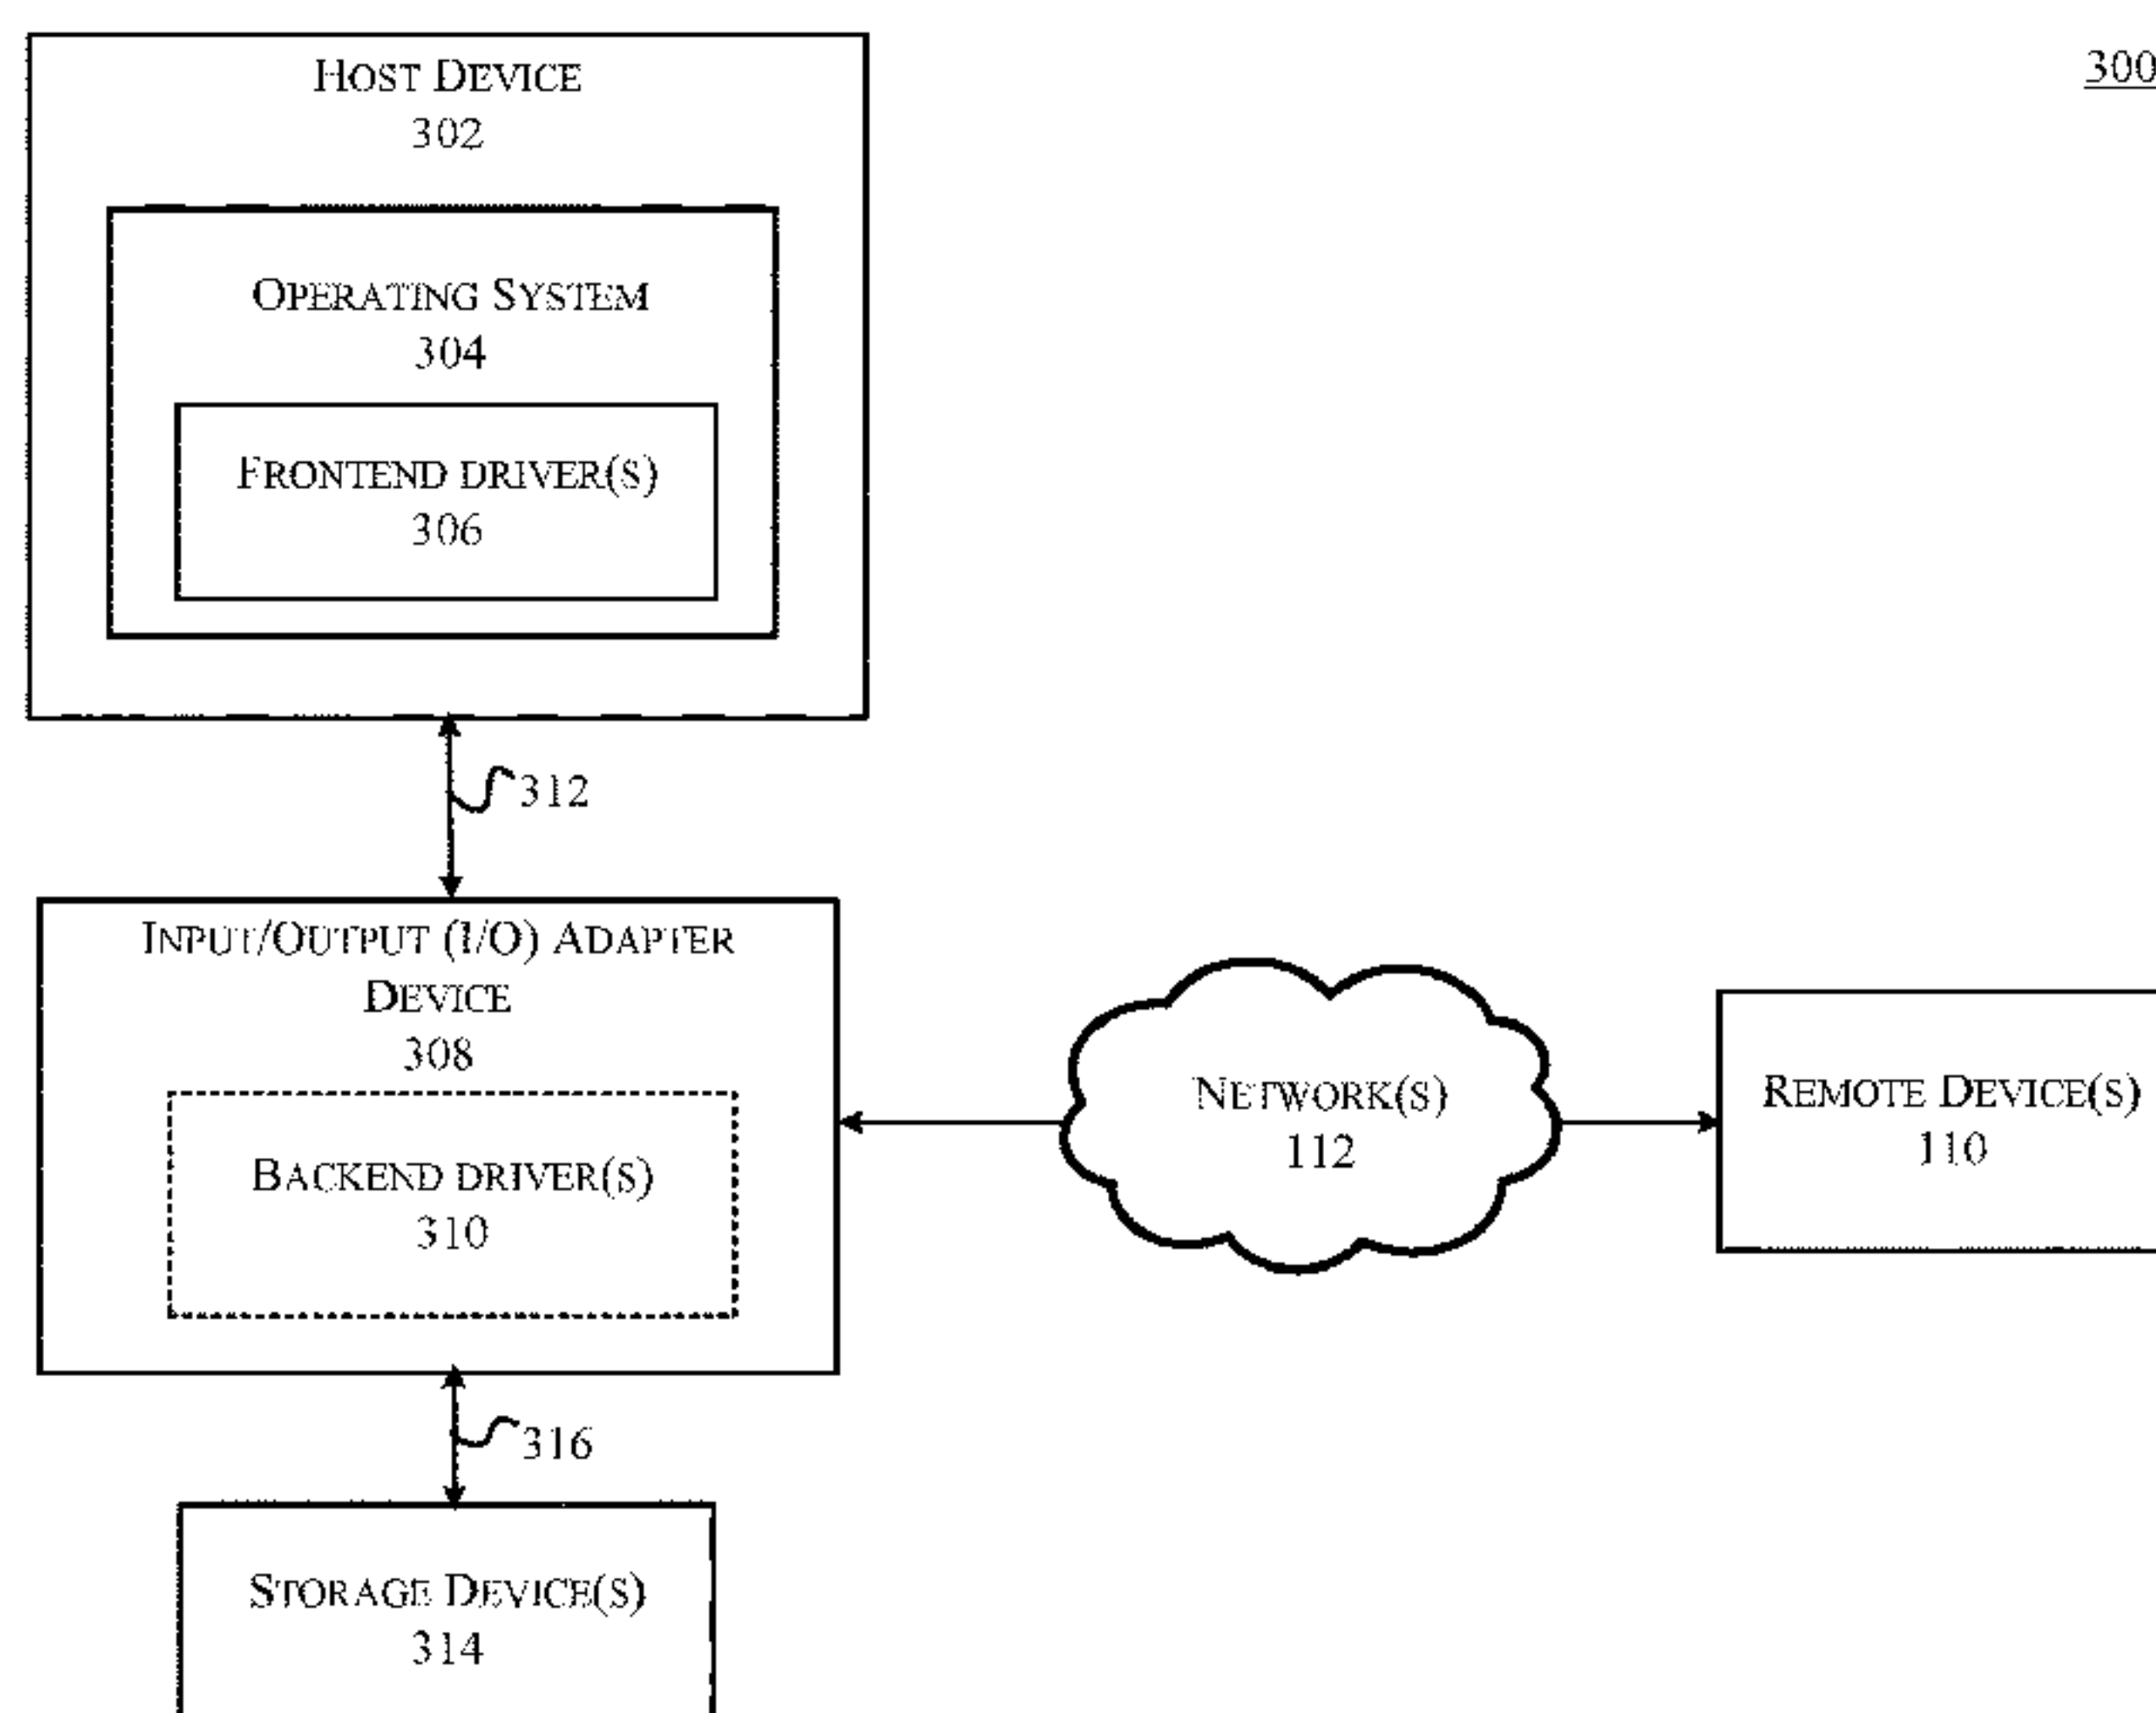 300
HOST DEVICE
302
OPERATING SYSTEM
304
FRONTEND DRIVER(S)
306
312
INPUT/OUTPUT (I/O) ADAPTER
DEVICE
308
BACKEND DRIVER(S)
310
NETWORK(S)
112
REMOTE DEVICE(S)
110
316
STORAGE DEVICE(S)
314